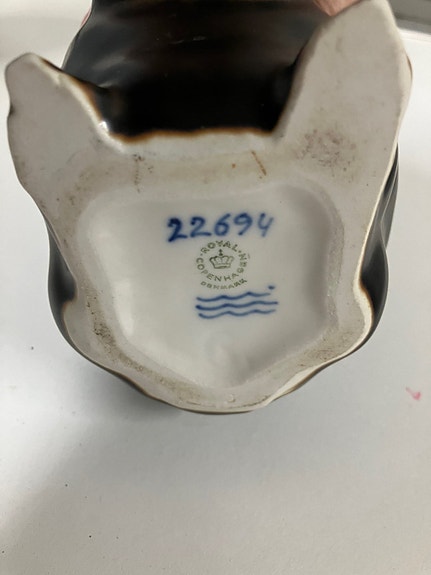 22694
ROYAL
COPENHAGEN
DENMARK